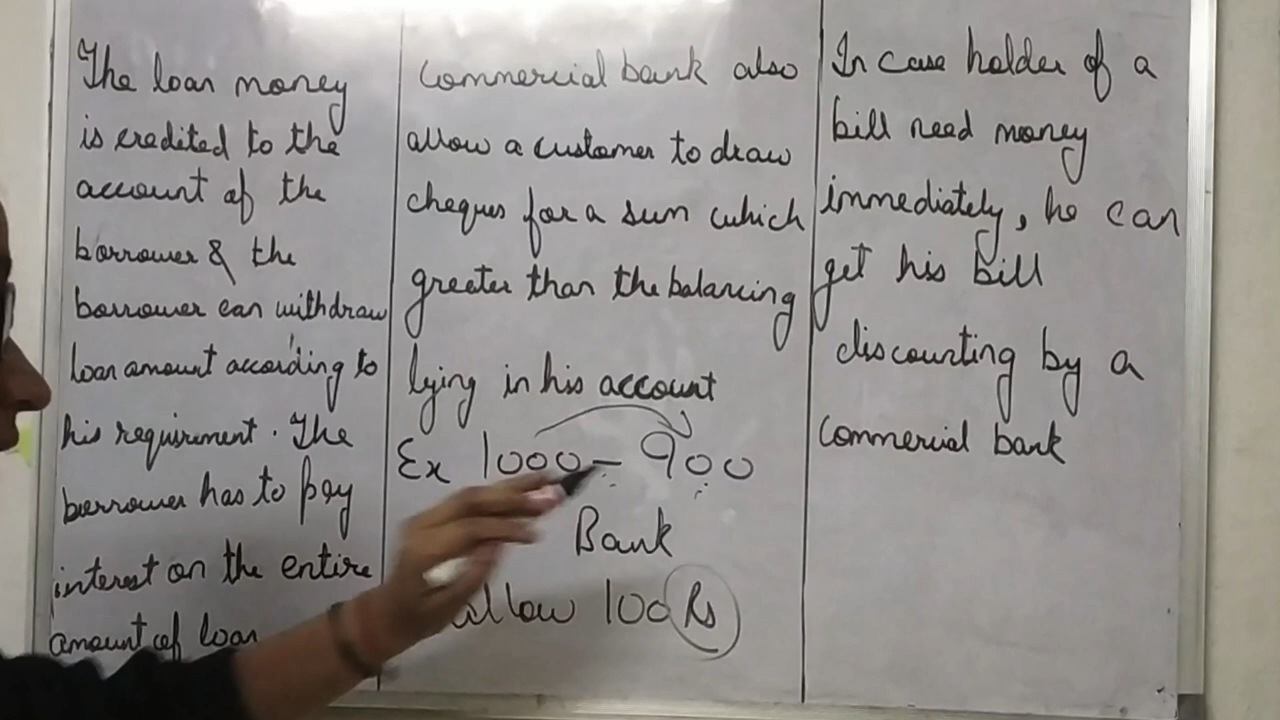 The loan money
is credited to the
account of the
borrower & the
borrower can withdraw
loan amount according to
his requirment. The
borrower has to pay
interest on the entire
amount of loan
Commercial bank also
allow a customer to draw
cheques for a sum which
greater than the balancing
lying in his account
Ex 1000 - 900
Bank
allow 100 Rs
In case holder of a
bill need money
immediately, he can
get his bill
discounting by a
commercial bank